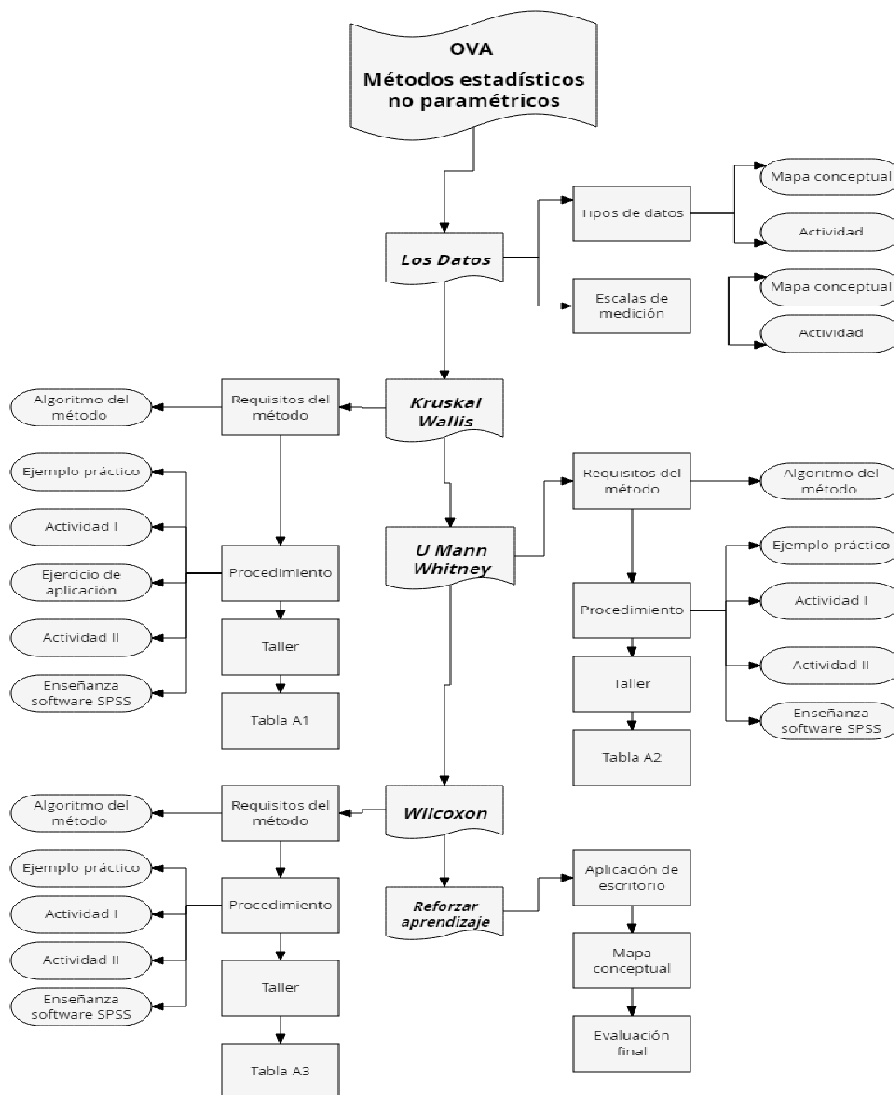 OVA
Métodos estadísticos
no paramétricos
Los Datos
Tipos de datos
Mapa conceptual
Actividad
Escalas de
medición
Mapa conceptual
Actividad
Kruskal
Wallis
Requisitos del
método
Algoritmo del
método
Procedimiento
Ejemplo práctico
Actividad I
Ejercicio de
aplicación
Actividad II
Enseñanza
software SPSS
Taller
Tabla A1
U Mann
Whitney
Requisitos del
método
Algoritmo del
método
Procedimiento
Ejemplo práctico
Actividad I
Actividad II
Enseñanza
software SPSS
Taller
Tabla A2
Wilcoxon
Requisitos del
método
Algoritmo del
método
Procedimiento
Ejemplo práctico
Actividad I
Actividad II
Enseñanza
software SPSS
Taller
Tabla A3
Reforzar
aprendizaje
Aplicación de
escritorio
Mapa
conceptual
Evaluación
final